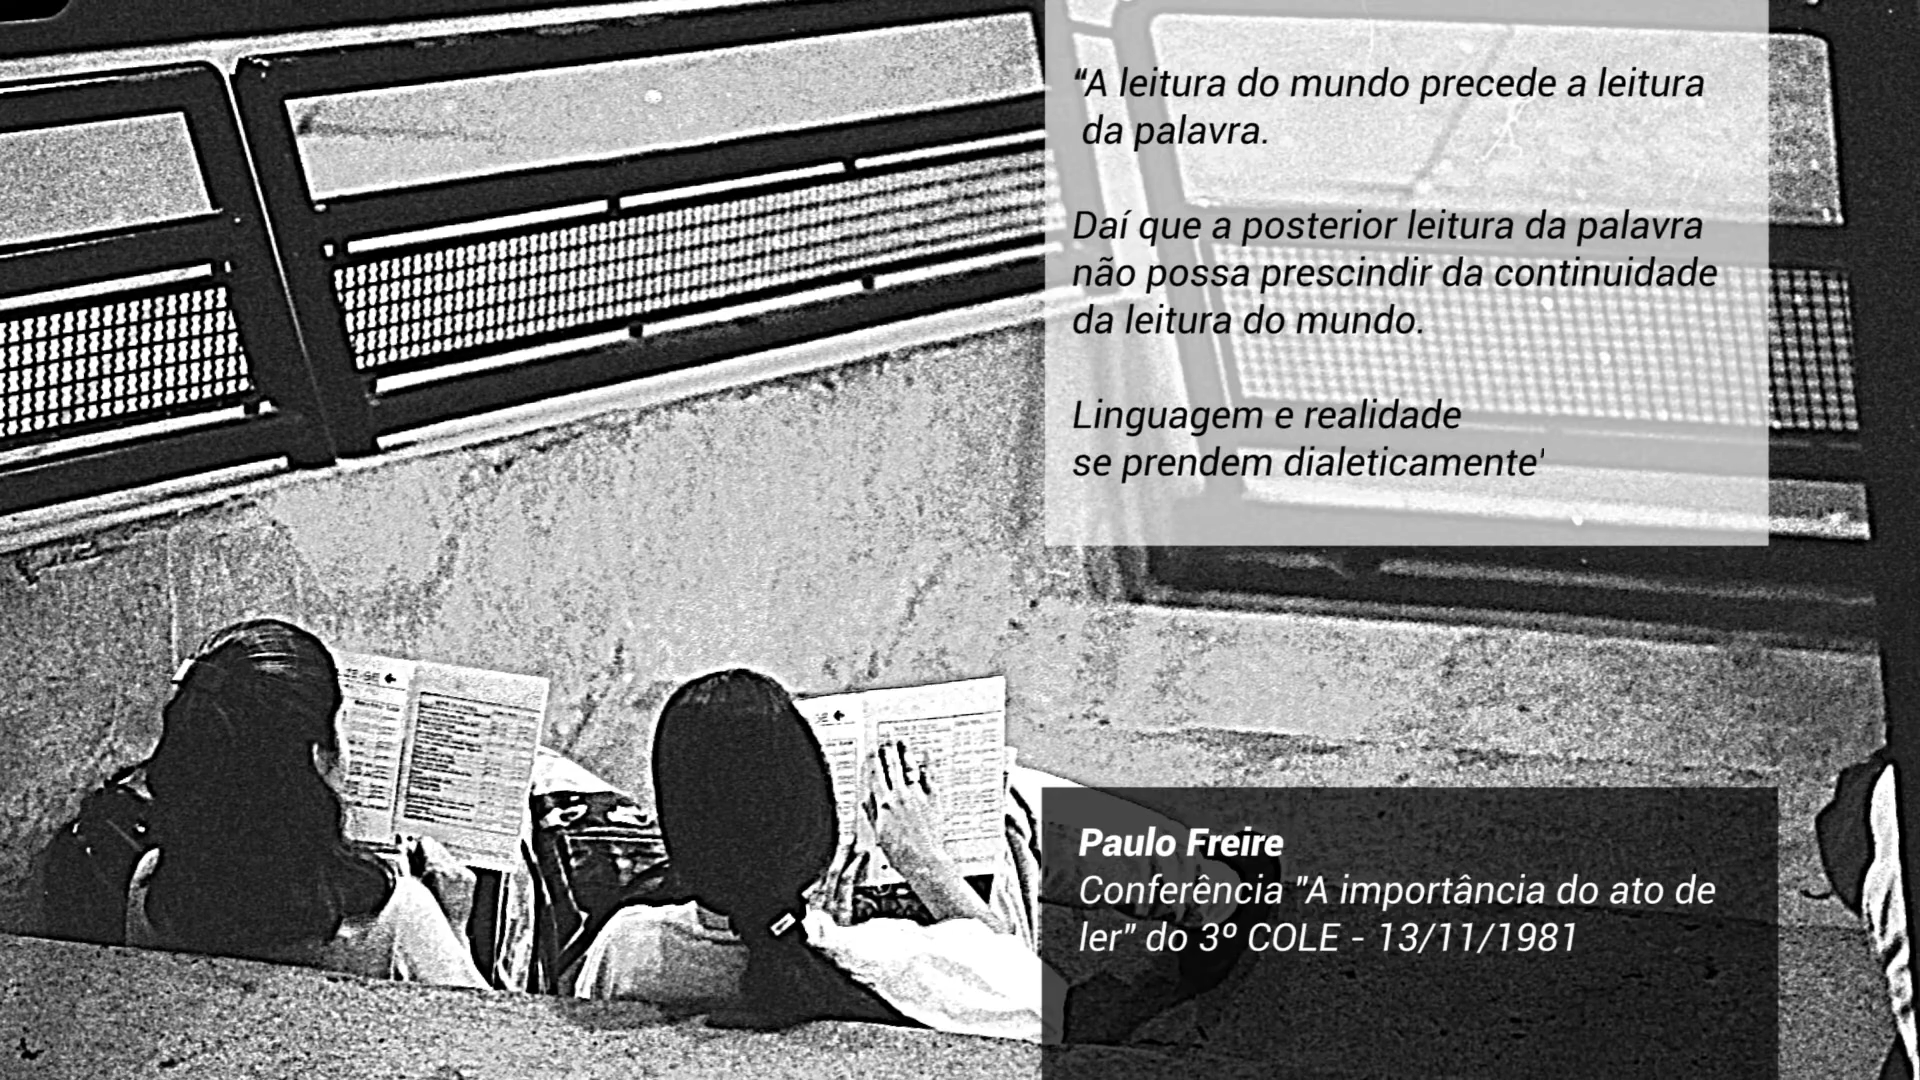 “A leitura do mundo precede a leitura
da palavra.
Daí que a posterior leitura da palavra
não possa prescindir da continuidade
da leitura do mundo.
Linguagem e realidade
se prendem dialeticamente'
Paulo Freire
Conferência "A importância do ato de
ler" do 3º COLE - 13/11/1981